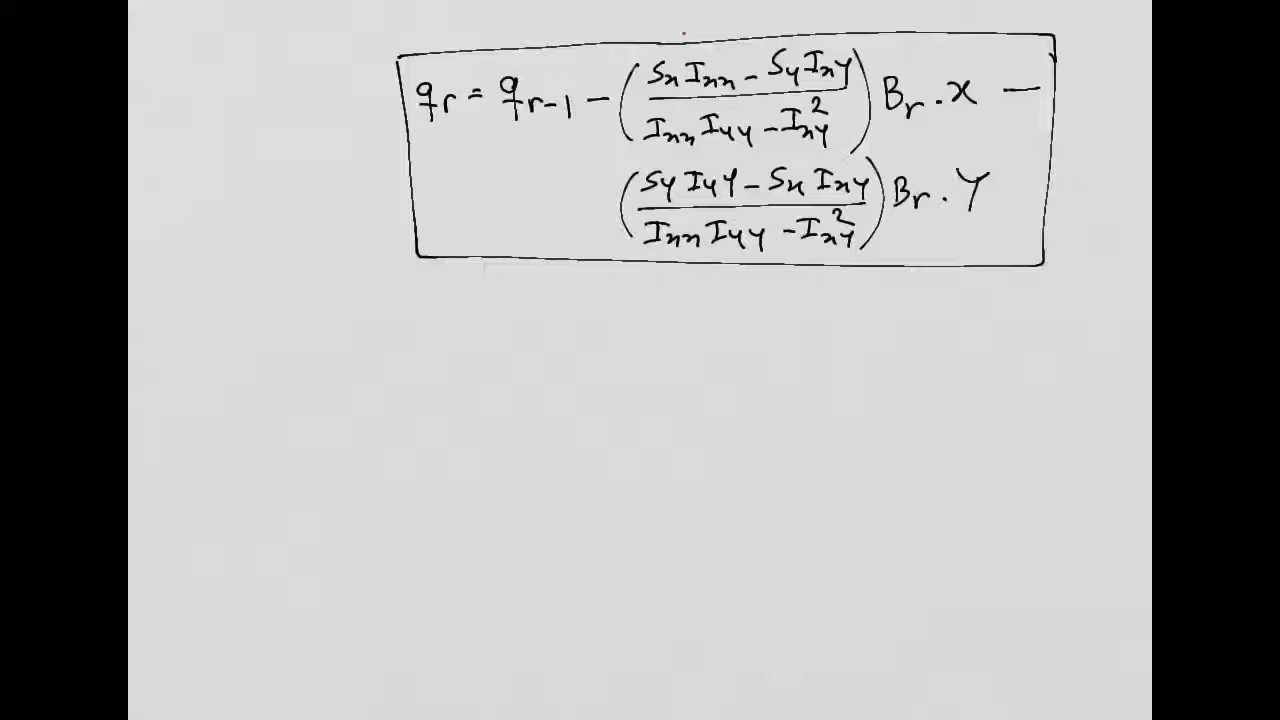 qr = qr-1 - (Sx Ixx - Sy Ixy / Ixx Iyy - Ixy²) Br . x -
(Sy Iyy - Sx Ixy / Ixx Iyy - Ixy²) Br . Y